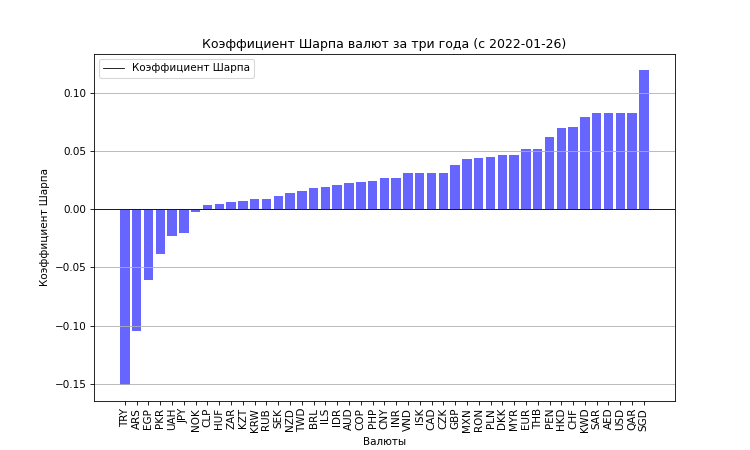 Коэффициент Шарпа валют за три года (с 2022-01-26)
Коэффициент Шарпа
0.10
0.05
0.00
−0.05
−0.10
−0.15
Коэффициент Шарпа
TRY
ARS
EGP
PKR
UAH
JPY
NOK
CLP
HUF
ZAR
KZT
KRW
RUB
SEK
NZD
TWD
BRL
ILS
IDR
AUD
COP
PHP
CNY
INR
VND
ISK
CAD
CZK
GBP
MXN
RON
PLN
DKK
MYR
EUR
THB
PEN
HKD
CHF
KWD
SAR
AED
USD
QAR
SGD
Валюты